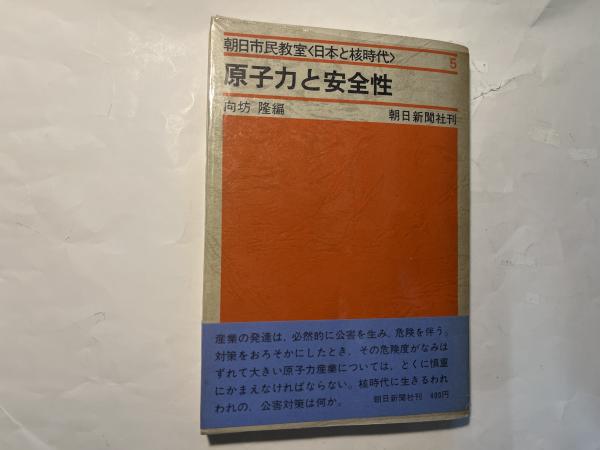 朝日市民教室〈日本と核時代〉 5
原子力と安全性
向坊 隆編 朝日新聞社刊
産業の発達は、必然的に公害を生み、危険を伴う。
対策をおろそかにしたとき、その危険度がなみは
ずれて大きい原子力産業については、とくに慎重
にかまえなければならない。核時代に生きるわれ
われの、公害対策は何か。 朝日新聞社刊 490円